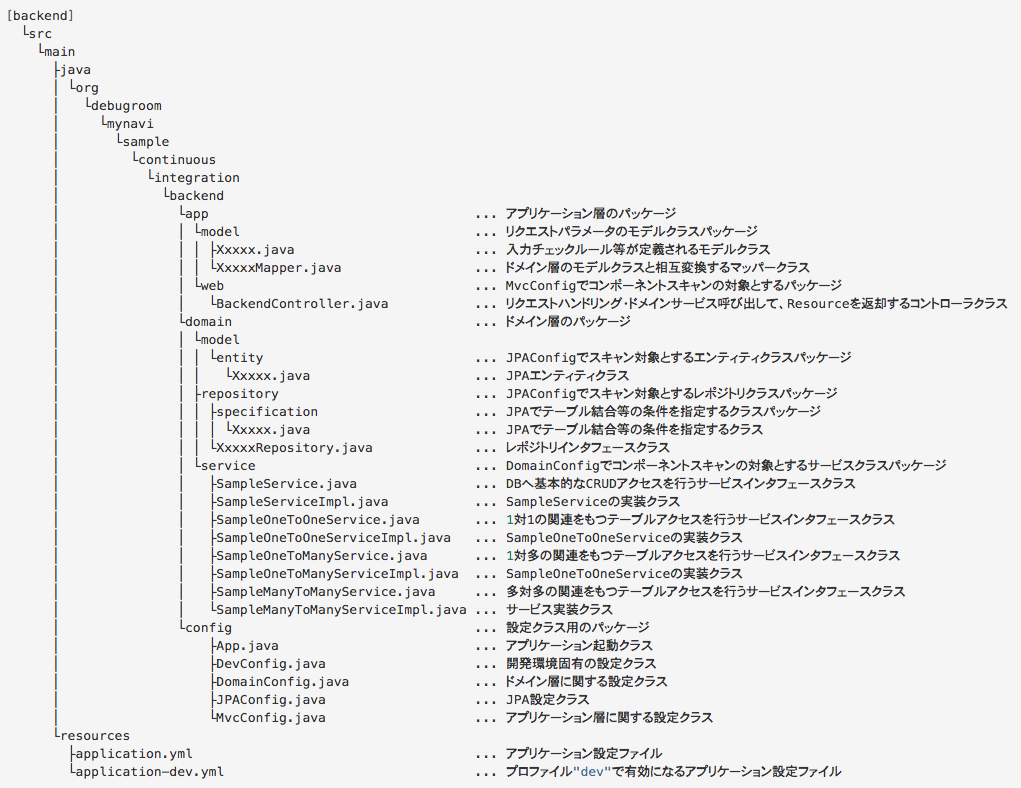 [backend]
  └src
    └main
      ├java
      │ └org
      │   └debugroom
      │     └mynavi
      │       └sample
      │         └continuous
      │           └integration
      │             └backend
      │               └app                                  ... アプリケーション層のパッケージ
      │               │ └model                              ... リクエストパラメータのモデルクラスパッケージ
      │               │ │ ├Xxxxx.java                       ... 入力チェックルール等が定義されるモデルクラス
      │               │ │ └XxxxxMapper.java                 ... ドメイン層のモデルクラスと相互変換するマッパークラス
      │               │ └web                                ... MvcConfigでコンポーネントスキャンの対象とするパッケージ
      │               │   └BackendController.java           ... リクエストハンドリング・ドメインサービス呼び出して、Resourceを返却するコントローラクラス
      │               └domain                               ... ドメイン層のパッケージ
      │               │ └model
      │               │ │ └entity                           ... JPAConfigでスキャン対象とするエンティティクラスパッケージ
      │               │ │   └Xxxxx.java                     ... JPAエンティティクラス
      │               │ ├repository                         ... JPAConfigでスキャン対象とするレポジトリクラスパッケージ
      │               │ │ ├specification                    ... JPAでテーブル結合等の条件を指定するクラスパッケージ
      │               │ │ │ └Xxxxx.java                     ... JPAでテーブル結合等の条件を指定するクラス
      │               │ │ └XxxxxRepository.java             ... レポジトリインタフェースクラス
      │               │ └service                            ... DomainConfigでコンポーネントスキャンの対象とするサービスクラスパッケージ
      │               │   ├SampleService.java               ... DBへ基本的なCRUDアクセスを行うサービスインタフェースクラス
      │               │   ├SampleServiceImpl.java           ... SampleServiceの実装クラス
      │               │   ├SampleOneToOneService.java       ... 1対1の関連をもつテーブルアクセスを行うサービスインタフェースクラス
      │               │   ├SampleOneToOneServiceImpl.java   ... SampleOneToOneServiceの実装クラス
      │               │   ├SampleOneToManyService.java      ... 1対多の関連をもつテーブルアクセスを行うサービスインタフェースクラス
      │               │   ├SampleOneToManyServiceImpl.java  ... SampleOneToOneServiceの実装クラス
      │               │   ├SampleManyToManyService.java     ... 多対多の関連をもつテーブルアクセスを行うサービスインタフェースクラス
      │               │   └SampleManyToManyServiceImpl.java ... サービス実装クラス
      │               └config                               ... 設定クラス用のパッケージ
      │                   ├App.java                         ... アプリケーション起動クラス
      │                   ├DevConfig.java                   ... 開発環境固有の設定クラス
      │                   ├DomainConfig.java                ... ドメイン層に関する設定クラス
      │                   ├JPAConfig.java                   ... JPA設定クラス
      │                   └MvcConfig.java                   ... アプリケーション層に関する設定クラス
      └resources
        ├application.yml                                    ... アプリケーション設定ファイル
        └application-dev.yml                                ... プロファイル"dev"で有効になるアプリケーション設定ファイル